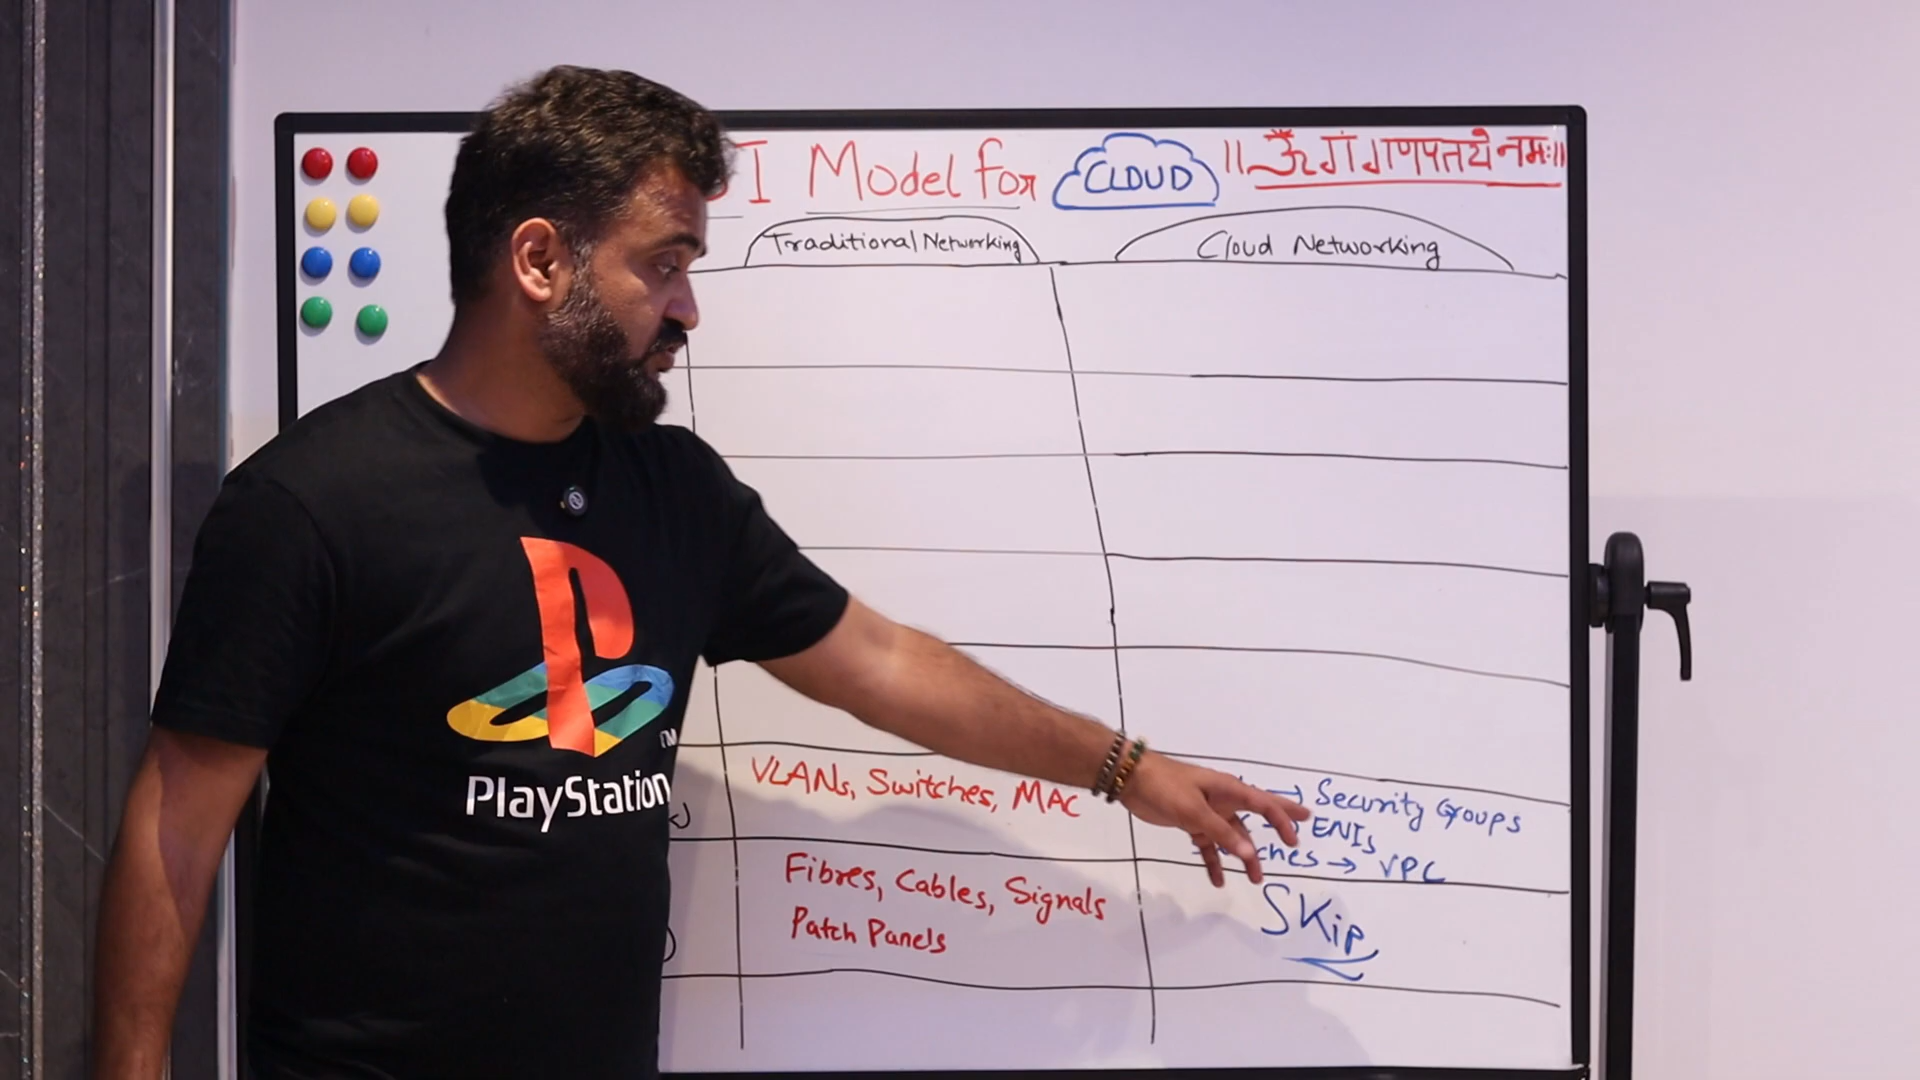 I Model for CLOUD ॥ ॐ गं गणपतये नमः॥
Traditional Networking
Cloud Networking
VLANs, Switches, MAC
→ Security Groups
→ ENIs
→ VPC
Fibres, Cables, Signals
Patch Panels
SKip
PlayStation
TM